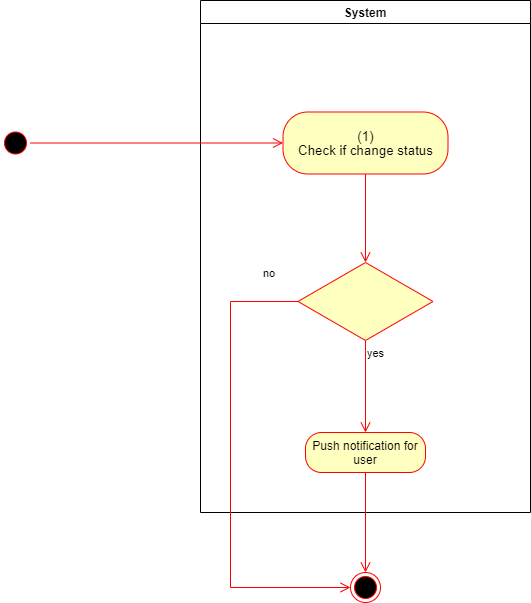 System
(1)
Check if change status
no
yes
Push notification for
user